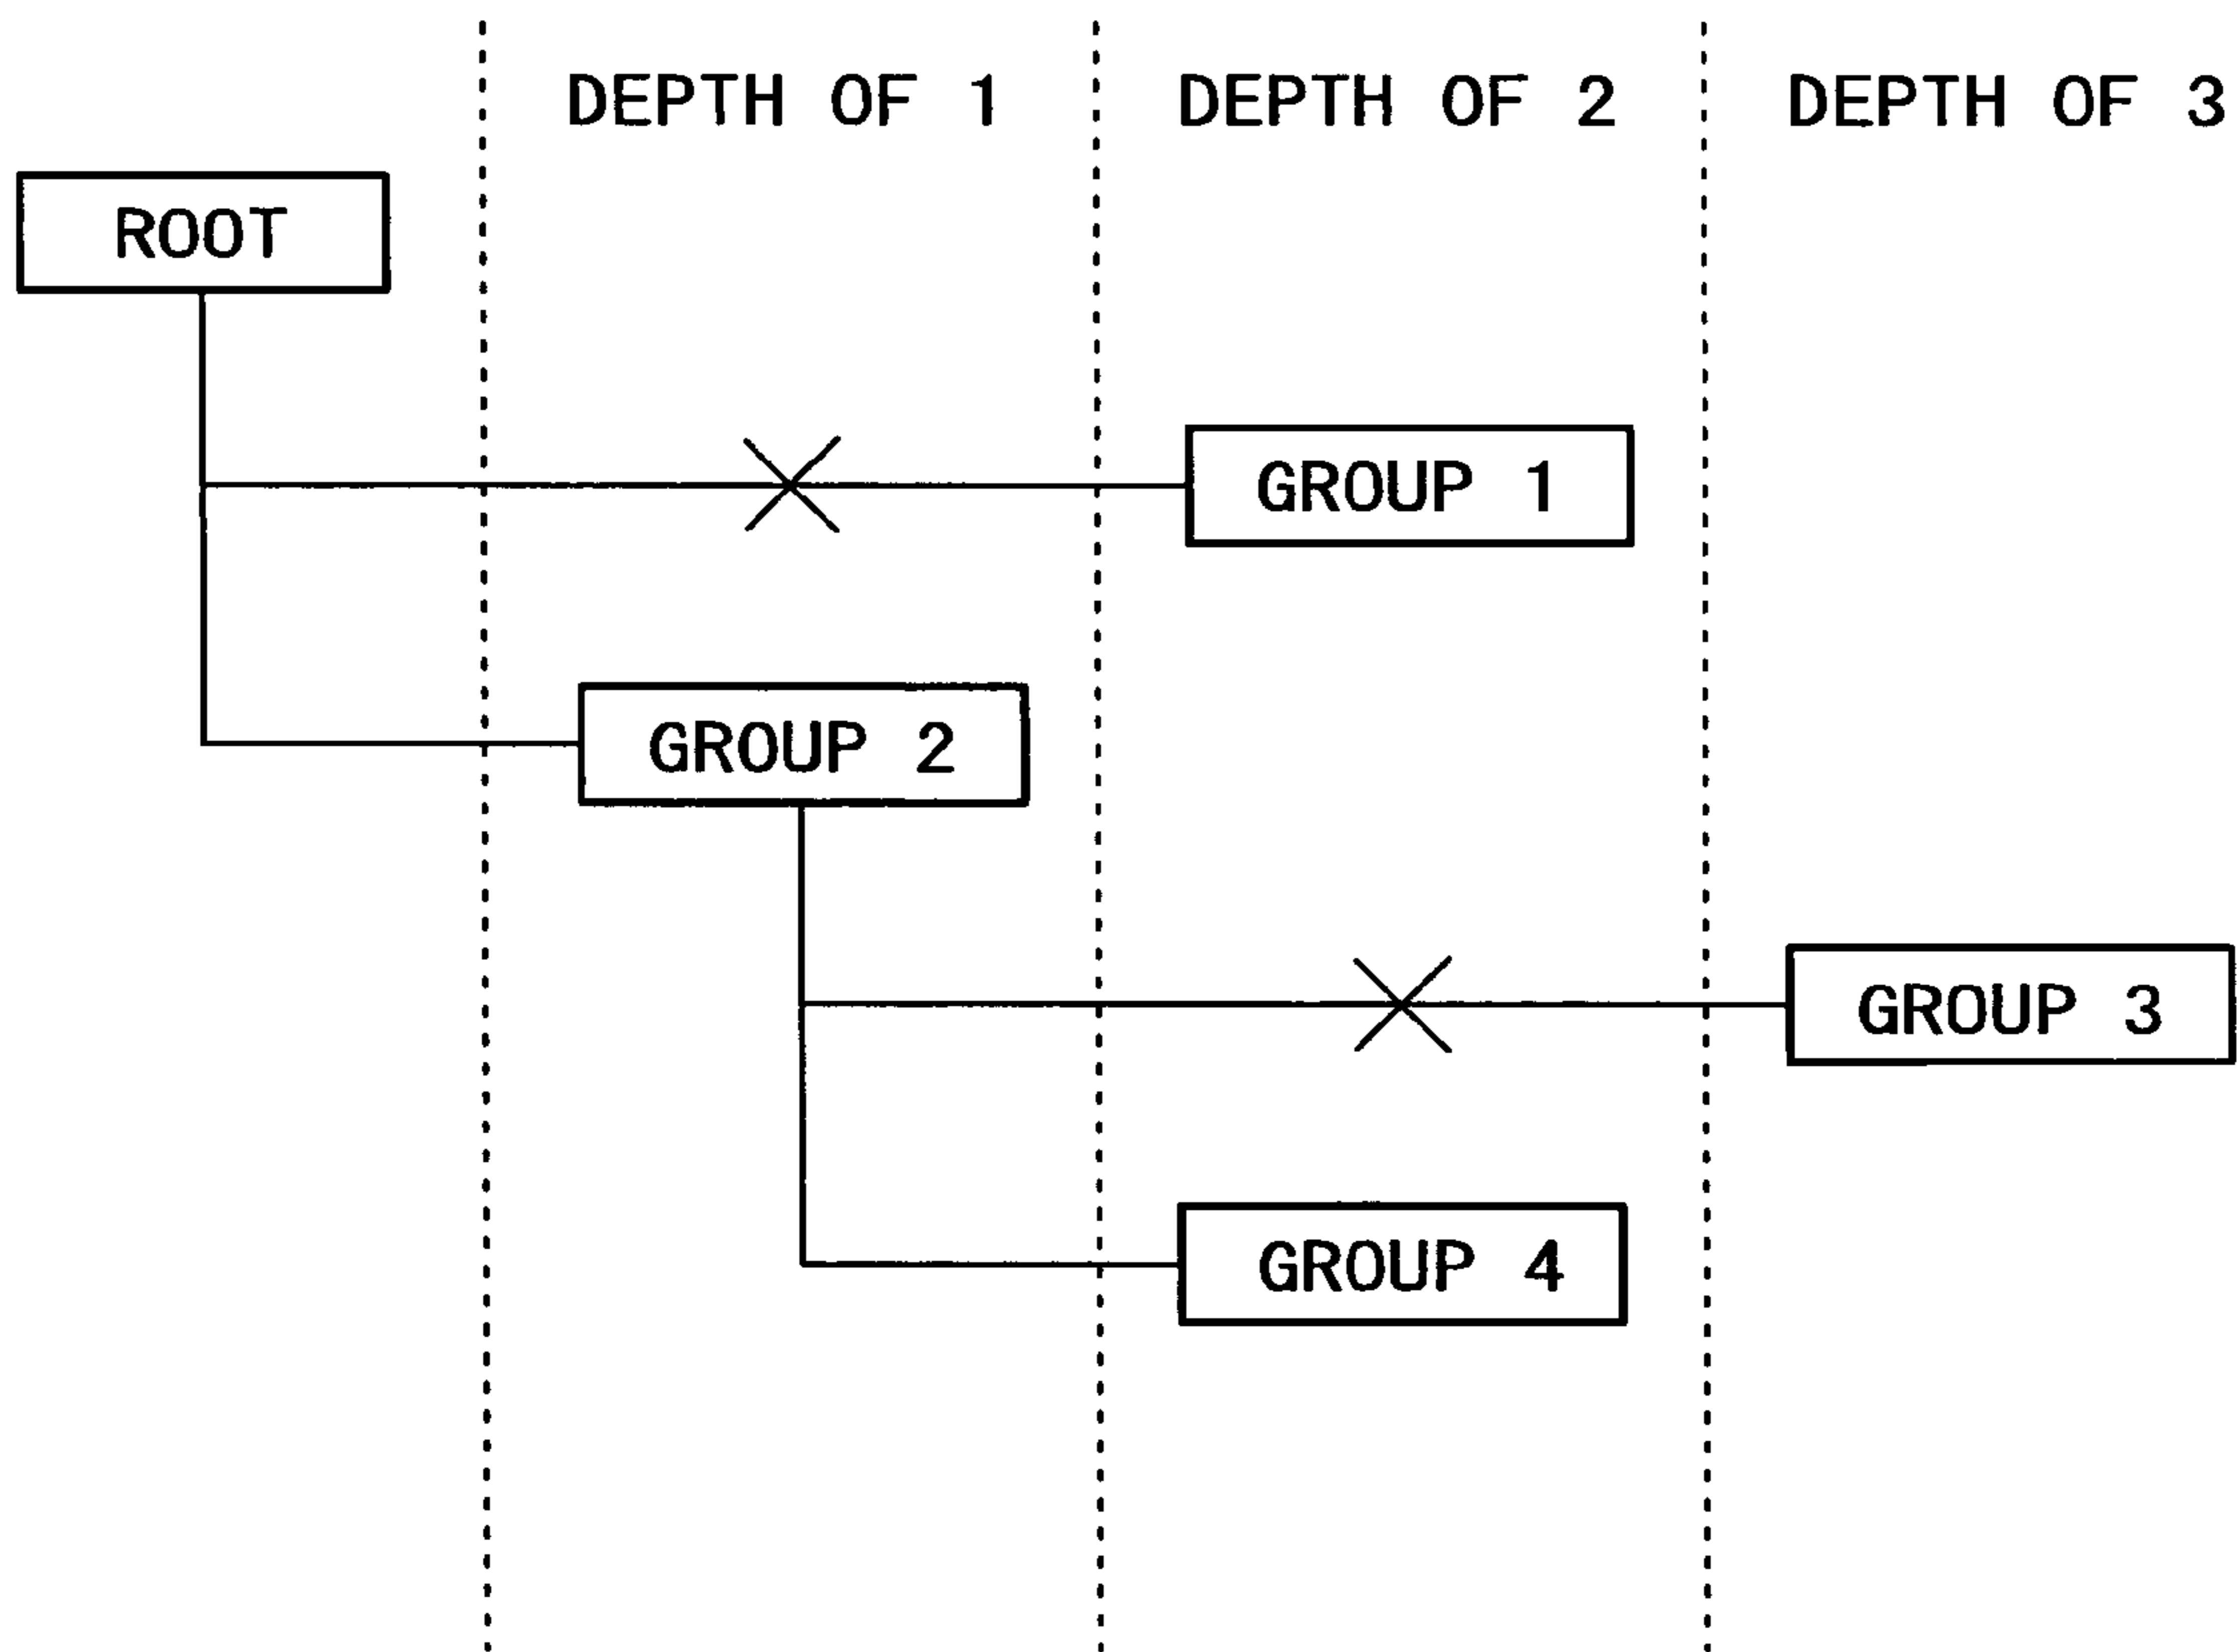 DEPTH OF 1
DEPTH OF 2
DEPTH OF 3
ROOT
GROUP 1
GROUP 2
GROUP 3
GROUP 4